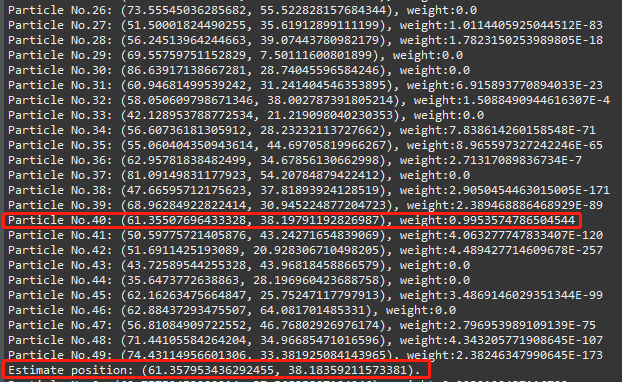 Particle No.26: (73.55545036285682, 55.522828157684344), weight:0.0
Particle No.27: (51.50001824490255, 35.61912899111199), weight:1.0114405925044512E-83
Particle No.28: (56.24513964244663, 39.07443780982179), weight:1.7823150253989805E-18
Particle No.29: (69.55759751152829, 7.50111600801899), weight:0.0
Particle No.30: (86.63917138667281, 28.74045596584246), weight:0.0
Particle No.31: (60.94681499539242, 31.241404546353895), weight:6.915893770894033E-23
Particle No.32: (58.050609798671346, 38.002787391805214), weight:1.5088490944616307E-4
Particle No.33: (42.128953788772534, 21.219098040230353), weight:0.0
Particle No.34: (56.60736181305912, 28.23232113727662), weight:7.838614260158548E-71
Particle No.35: (55.060404350943614, 44.69705819966267), weight:8.965597327242246E-65
Particle No.36: (62.95781838482499, 34.67856130662998), weight:2.7131709898367 34E-7
Particle No.37: (81.09149831177923, 54.20784879422412), weight:0.0
Particle No.38: (47.66595712175623, 37.81893924128519), weight:2.9050454463015005E-171
Particle No.39: (68.96284922822414, 30.945224877204723), weight:2.389468886468929E-89
Particle No.40: (61.35507696433328, 38.19791192826987), weight:0.9953574786504544
Particle No.41: (50.59775721405876, 43.24271654839069), weight:4.063277747833407E-120
Particle No.42: (51.6911425193089, 20.928306710498205), weight:4.489427714609678E-257
Particle No.43: (43.72589544255328, 43.96818458866579), weight:0.0
Particle No.44: (35.6473772638863, 28.196960423688758), weight:0.0
Particle No.45: (62.16263475664847, 25.75247117797913), weight:3.4869146029351344E-99
Particle No.46: (62.88437293475507, 64.081701485331), weight:0.0
Particle No.47: (56.81084909722552, 46.76802926976174), weight:2.796953989109139E-75
Particle No.48: (71.44105584264204, 34.96685471016596), weight:4.343205771908645E-107
Particle No.49: (74.43114956601306, 33.381925084143965), weight:2.38246347990645E-173
Estimate position: (61.357953436292455, 38.18359211573381).